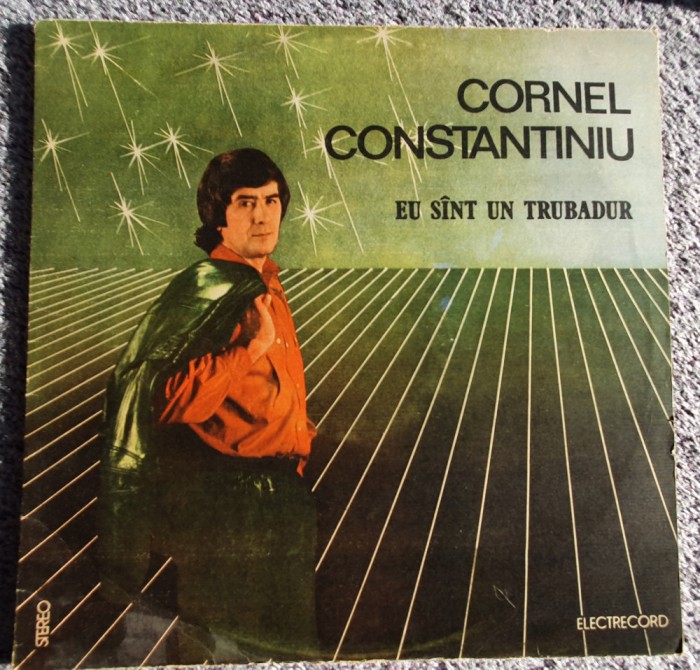 CORNEL
CONSTANTINIU
EU SÎNT UN TRUBADUR
STEREO
ELECTRECORD